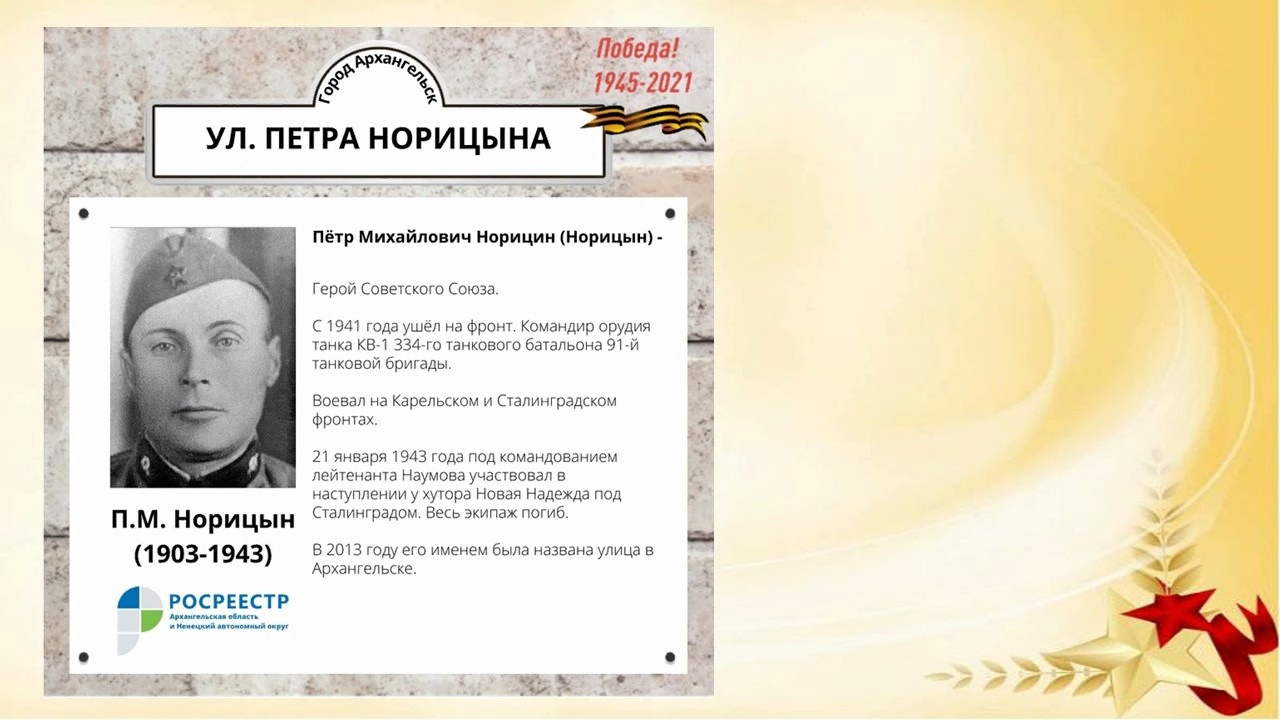 Победа!
1945-2021
Город Архангельск
УЛ. ПЕТРА НОРИЦЫНА
Пётр Михайлович Норицин (Норицын) -
Герой Советского Союза.
С 1941 года ушёл на фронт. Командир орудия
танка КВ-1 334-го танкового батальона 91-й
танковой бригады.
Воевал на Карельском и Сталинградском
фронтах.
21 января 1943 года под командованием
лейтенанта Наумова участвовал в
наступлении у хутора Новая Надежда под
Сталинградом. Весь экипаж погиб.
В 2013 году его именем была названа улица в
Архангельске.
П.М. Норицын
(1903-1943)
РОСРЕЕСТР
Архангельская область
и Ненецкий автономный округ